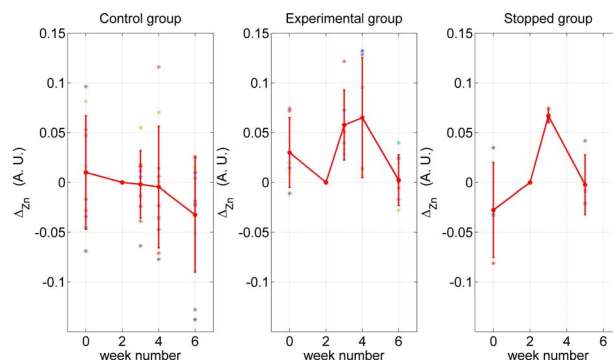 Control group
Experimental group
Stopped group
0.15
0.1
0.05
0
-0.05
-0.1
Δ_Zn (A. U.)
0 2 4 6
week number
0.15
0.1
0.05
0
-0.05
-0.1
Δ_Zn (A. U.)
0 2 4 6
week number
0.15
0.1
0.05
0
-0.05
-0.1
Δ_Zn (A. U.)
0 2 4 6
week number